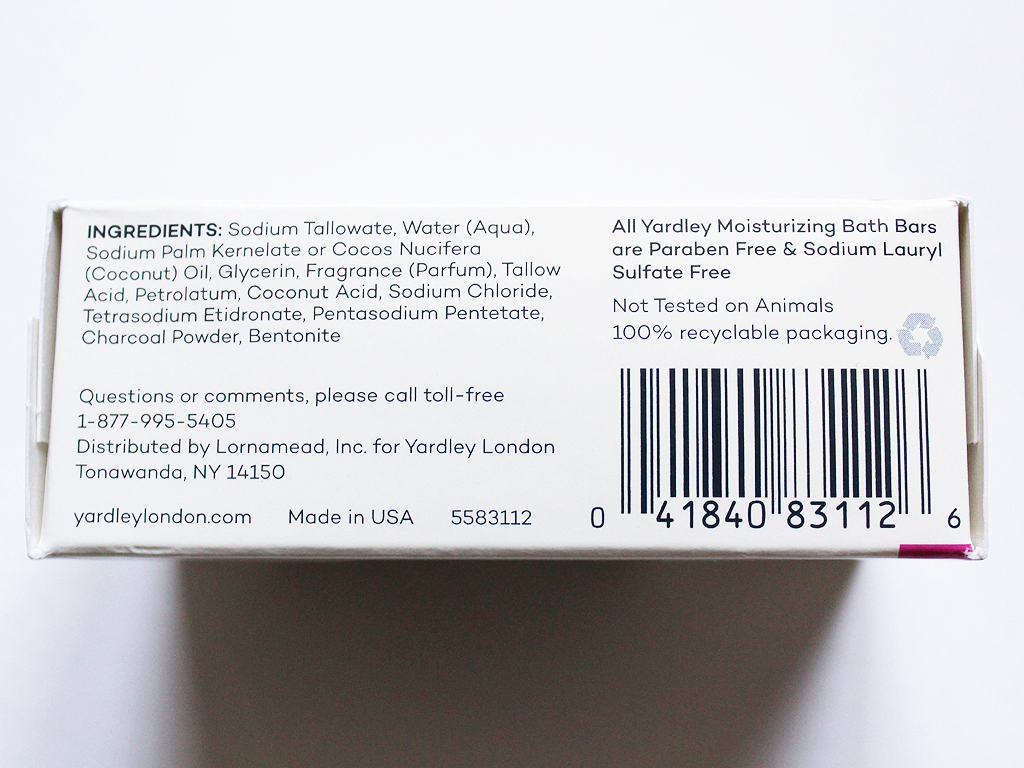 INGREDIENTS: Sodium Tallowate, Water (Aqua),
Sodium Palm Kernelate or Cocos Nucifera
(Coconut) Oil, Glycerin, Fragrance (Parfum), Tallow
Acid, Petrolatum, Coconut Acid, Sodium Chloride,
Tetrasodium Etidronate, Pentasodium Pentetate,
Charcoal Powder, Bentonite
Questions or comments, please call toll-free
1-877-995-5405
Distributed by Lornamead, Inc. for Yardley London
Tonawanda, NY 14150
yardleylondon.com Made in USA 5583112
All Yardley Moisturizing Bath Bars
are Paraben Free & Sodium Lauryl
Sulfate Free
Not Tested on Animals
100% recyclable packaging.
0 41840 83112 6